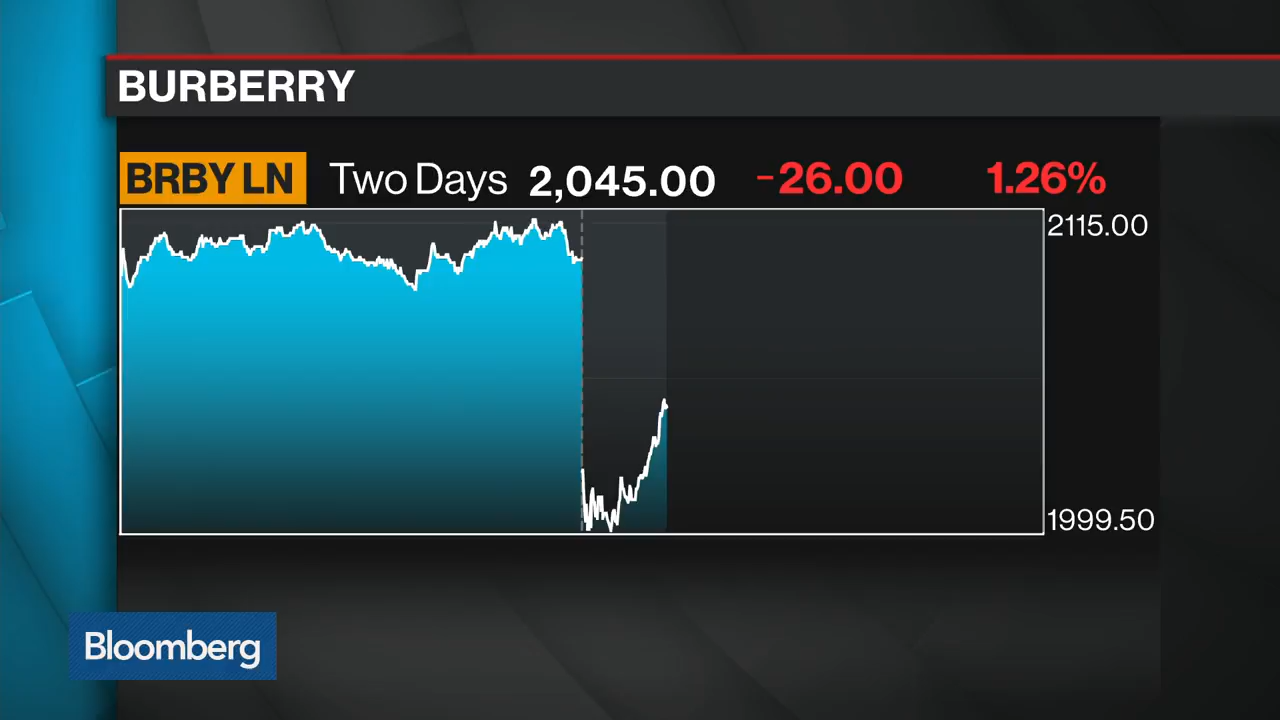 BURBERRY
BRBY LN Two Days 2,045.00 -26.00 1.26%
2115.00
1999.50
Bloomberg